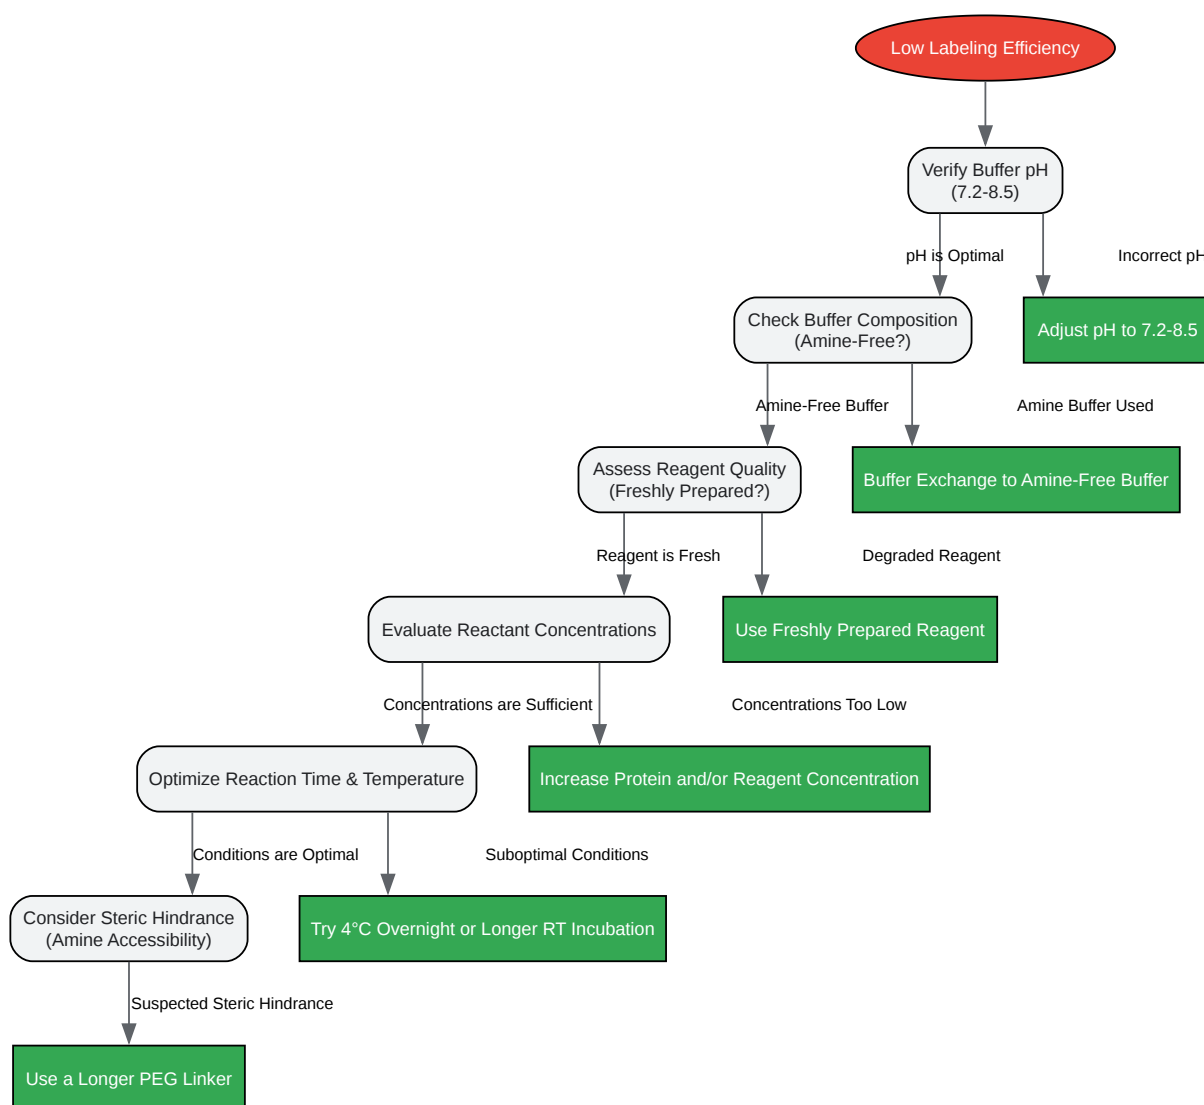 Low Labeling Efficiency
Verify Buffer pH
(7.2-8.5)
pH is Optimal
Incorrect pH
Check Buffer Composition
(Amine-Free?)
Adjust pH to 7.2-8.5
Amine-Free Buffer
Amine Buffer Used
Assess Reagent Quality
(Freshly Prepared?)
Buffer Exchange to Amine-Free Buffer
Reagent is Fresh
Degraded Reagent
Evaluate Reactant Concentrations
Use Freshly Prepared Reagent
Concentrations are Sufficient
Concentrations Too Low
Optimize Reaction Time & Temperature
Increase Protein and/or Reagent Concentration
Conditions are Optimal
Suboptimal Conditions
Consider Steric Hindrance
(Amine Accessibility)
Try 4°C Overnight or Longer RT Incubation
Suspected Steric Hindrance
Use a Longer PEG Linker